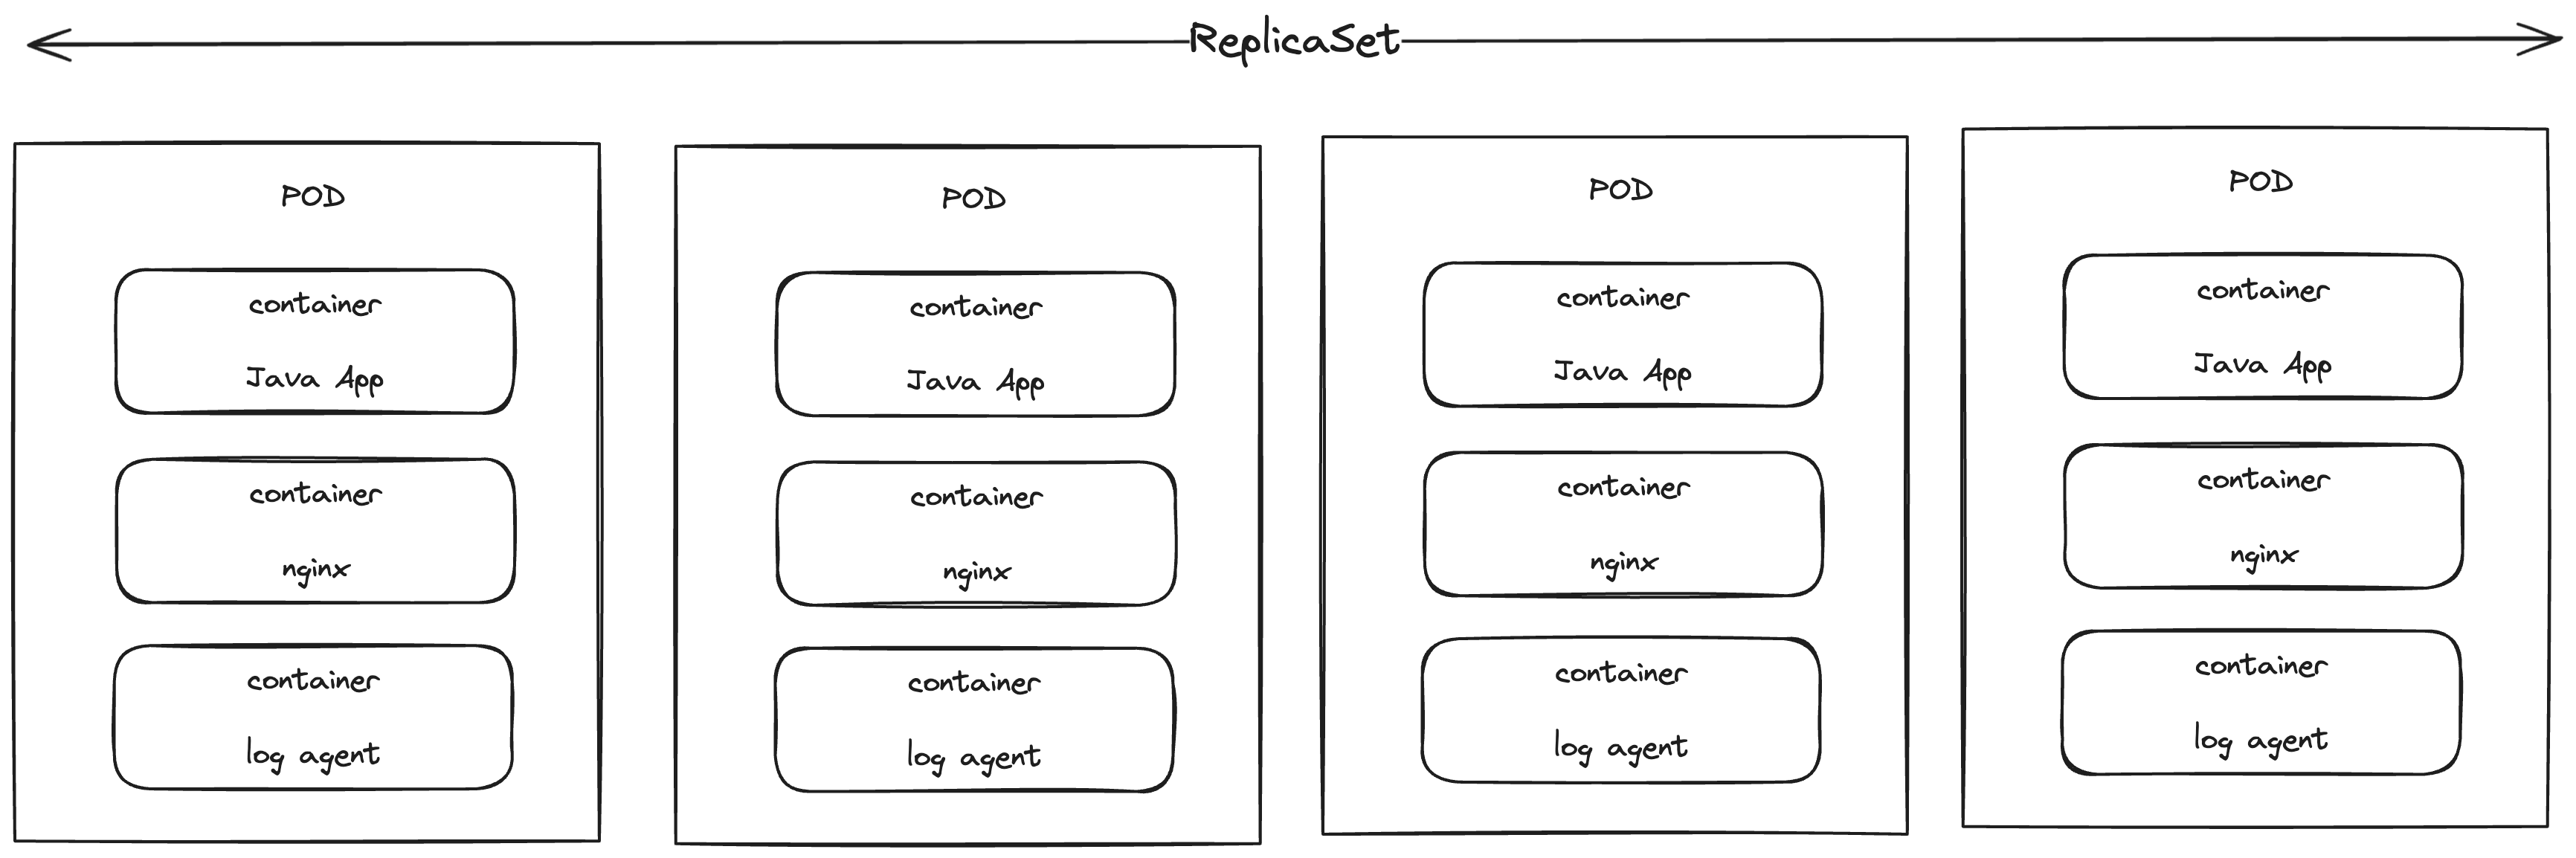 ReplicaSet
POD
container
Java App
container
nginx
container
log agent
POD
container
Java App
container
nginx
container
log agent
POD
container
Java App
container
nginx
container
log agent
POD
container
Java App
container
nginx
container
log agent